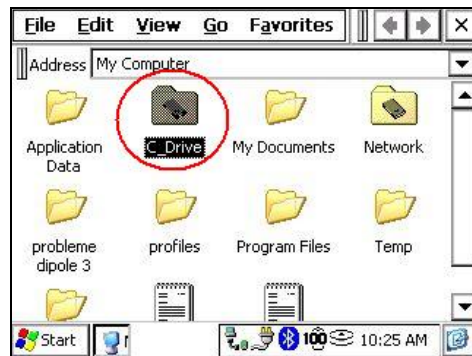 File Edit View Go Favorites
Address My Computer
Application Data
C_Drive
My Documents
Network
probleme dipole 3
profiles
Program Files
Temp
Start
100
10:25 AM